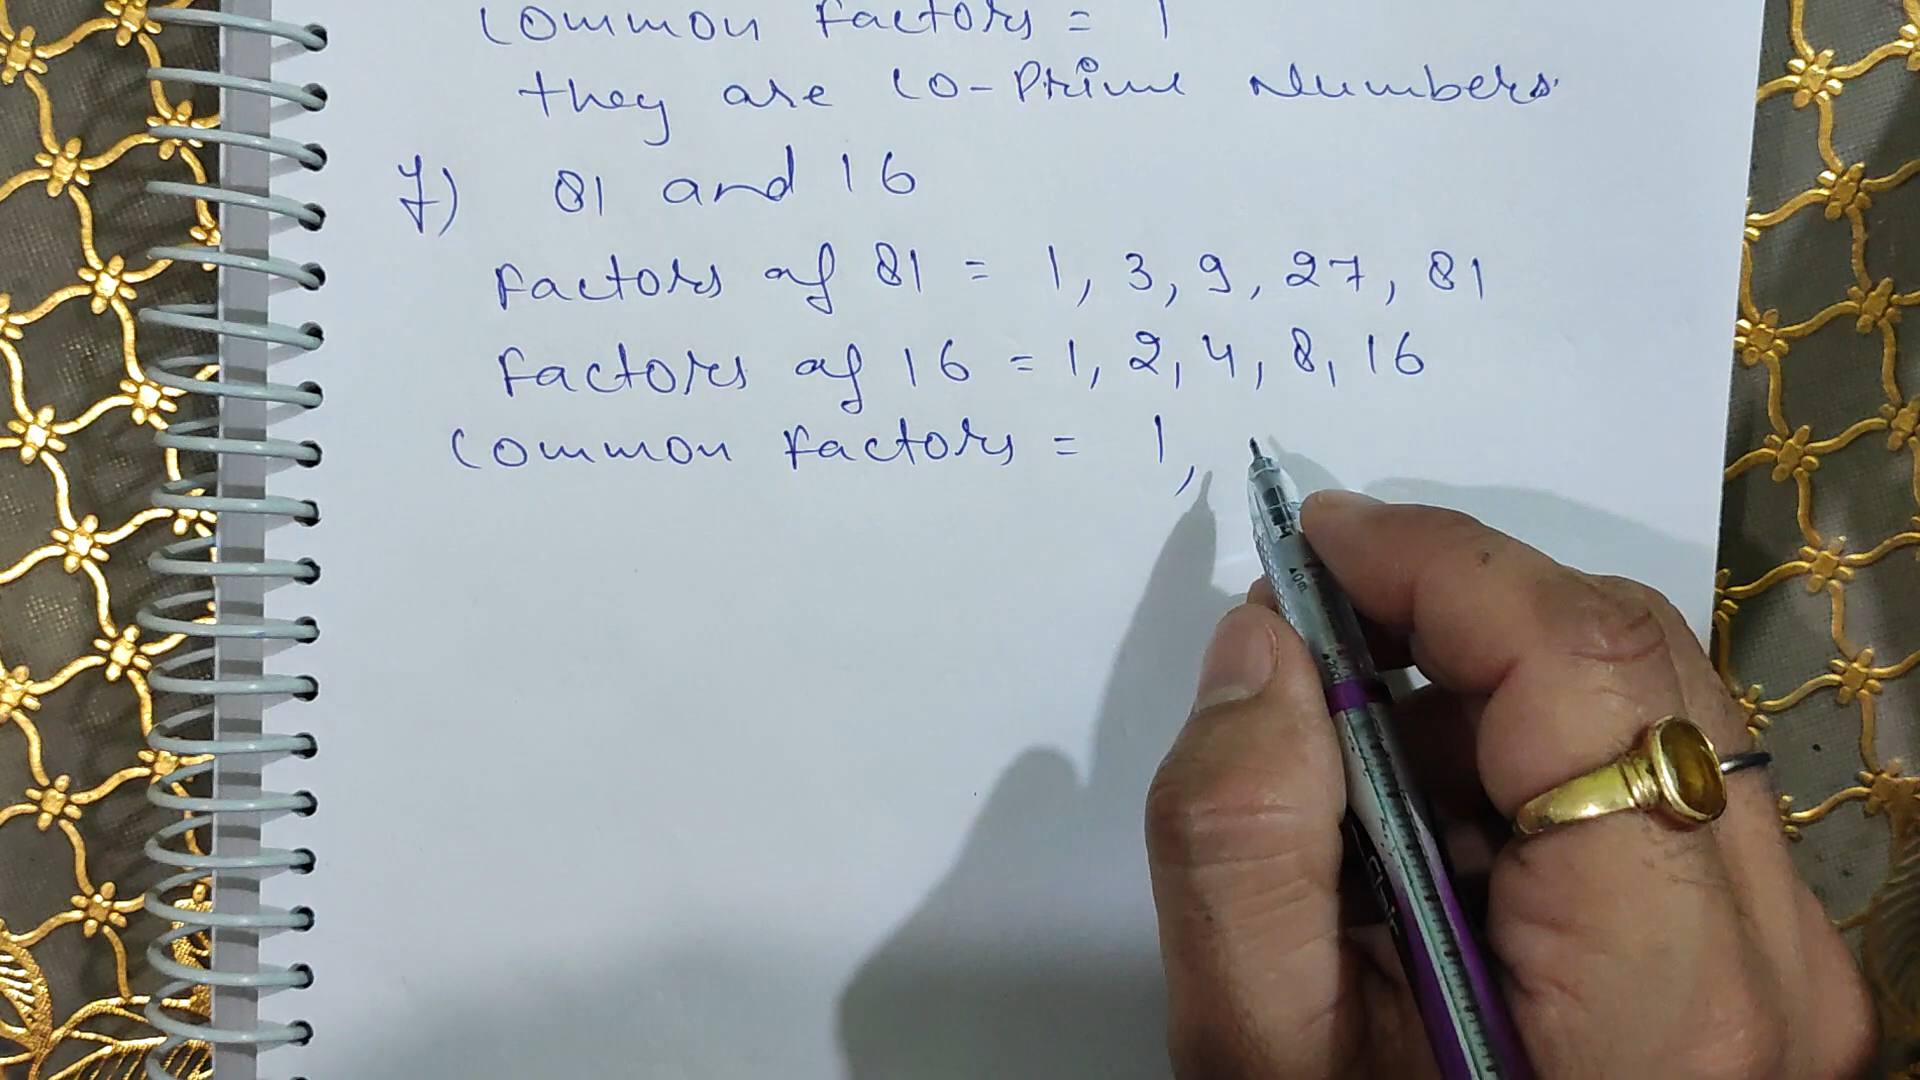 Common Factors = 1
they are Co-Prime Numbers.
7) 81 and 16
Factors of 81 = 1, 3, 9, 27, 81
Factors of 16 = 1, 2, 4, 8, 16
Common Factors = 1,